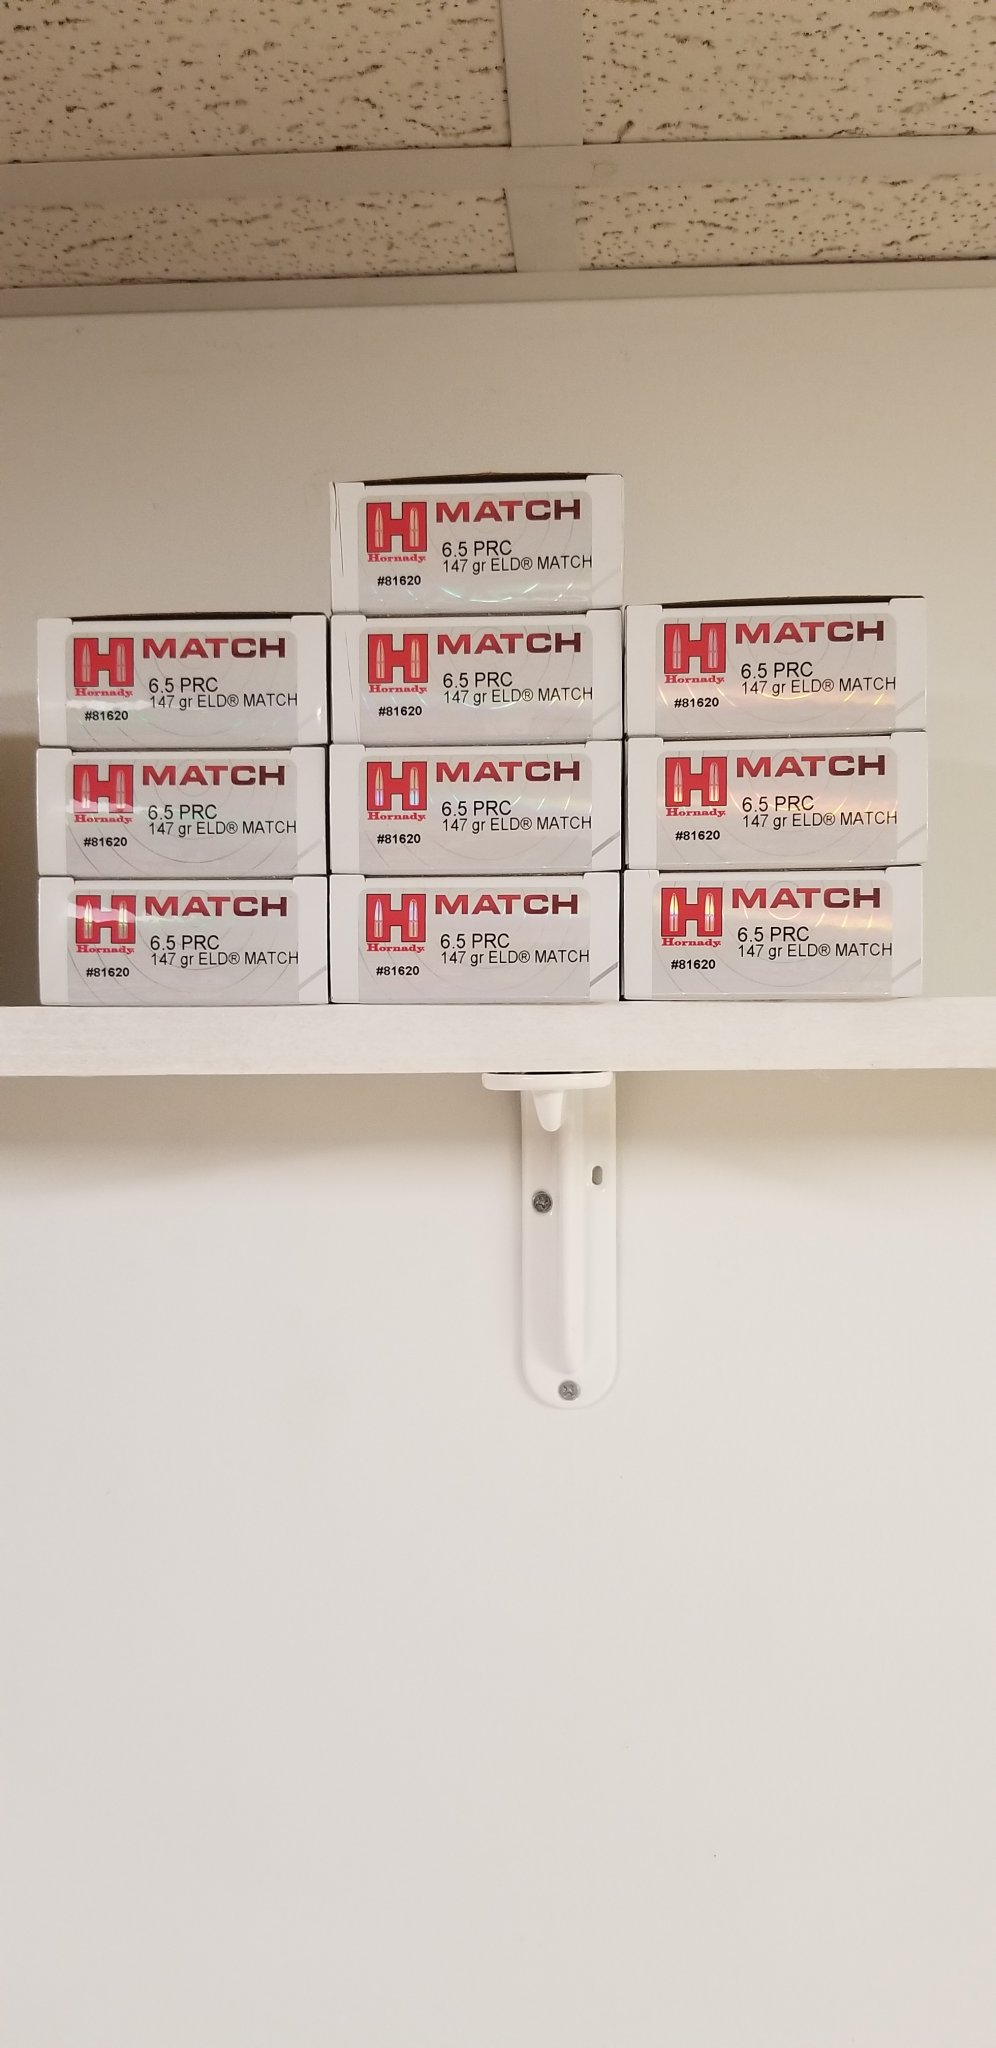 MATCH
Hornady
6.5 PRC
147 gr ELD® MATCH
#81620
MATCH
Hornady
6.5 PRC
147 gr ELD® MATCH
#81620
MATCH
Hornady
6.5 PRC
147 gr ELD® MATCH
#81620
MATCH
Hornady
6.5 PRC
147 gr ELD® MATCH
#81620
MATCH
Hornady
6.5 PRC
147 gr ELD® MATCH
#81620
MATCH
Hornady
6.5 PRC
147 gr ELD® MATCH
#81620
MATCH
Hornady
6.5 PRC
147 gr ELD® MATCH
#81620
MATCH
Hornady
6.5 PRC
147 gr ELD® MATCH
#81620
MATCH
Hornady
6.5 PRC
147 gr ELD® MATCH
#81620
MATCH
Hornady
6.5 PRC
147 gr ELD® MATCH
#81620